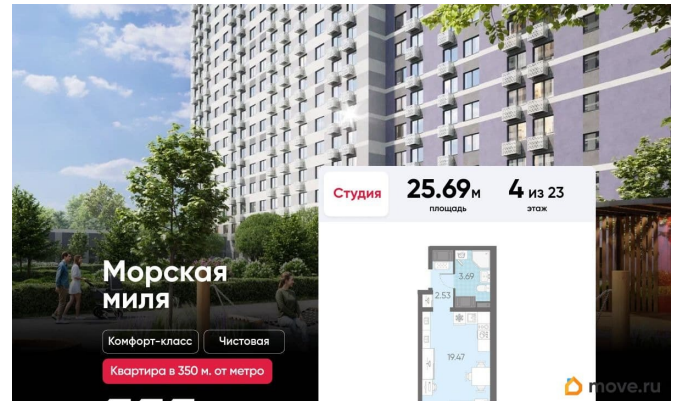 Студия
25.69 м
площадь
4 из 23
этаж
3.69
2.53
19.47
Морская
миля
Комфорт-класс
Чистовая
Квартира в 350 м. от метро
move.ru